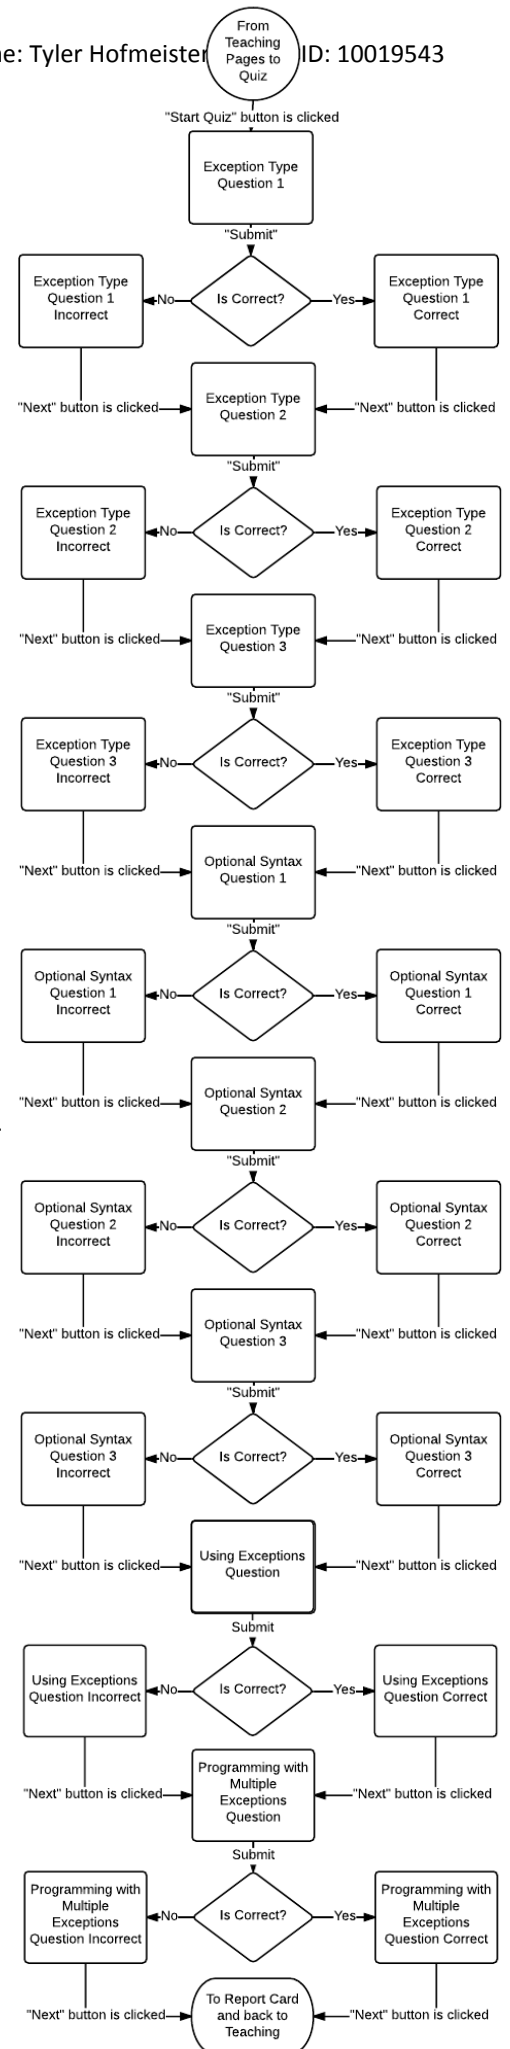 From
Teaching
Pages to
Quiz
e: Tyler Hofmeister
ID: 10019543
"Start Quiz" button is clicked
Exception Type
Question 1
"Submit"
Exception Type
Question 1
Incorrect
No
Is Correct?
Yes
Exception Type
Question 1
Correct
"Next" button is clicked
Exception Type
Question 2
"Next" button is clicked
"Submit"
Exception Type
Question 2
Incorrect
No
Is Correct?
Yes
Exception Type
Question 2
Correct
"Next" button is clicked
Exception Type
Question 3
"Next" button is clicked
"Submit"
Exception Type
Question 3
Incorrect
No
Is Correct?
Yes
Exception Type
Question 3
Correct
"Next" button is clicked
Optional Syntax
Question 1
"Next" button is clicked
"Submit"
Optional Syntax
Question 1
Incorrect
No
Is Correct?
Yes
Optional Syntax
Question 1
Correct
"Next" button is clicked
Optional Syntax
Question 2
"Next" button is clicked
"Submit"
Optional Syntax
Question 2
Incorrect
No
Is Correct?
Yes
Optional Syntax
Question 2
Correct
"Next" button is clicked
Optional Syntax
Question 3
"Next" button is clicked
"Submit"
Optional Syntax
Question 3
Incorrect
No
Is Correct?
Yes
Optional Syntax
Question 3
Correct
"Next" button is clicked
Using Exceptions
Question
"Next" button is clicked
Submit
Using Exceptions
Question Incorrect
No
Is Correct?
Yes
Using Exceptions
Question Correct
"Next" button is clicked
Programming with
Multiple
Exceptions
Question
"Next" button is clicked
Submit
Programming with
Multiple
Exceptions
Question Incorrect
No
Is Correct?
Yes
Programming with
Multiple
Exceptions
Question Correct
"Next" button is clicked
To Report Card
and back to
Teaching
"Next" button is clicked